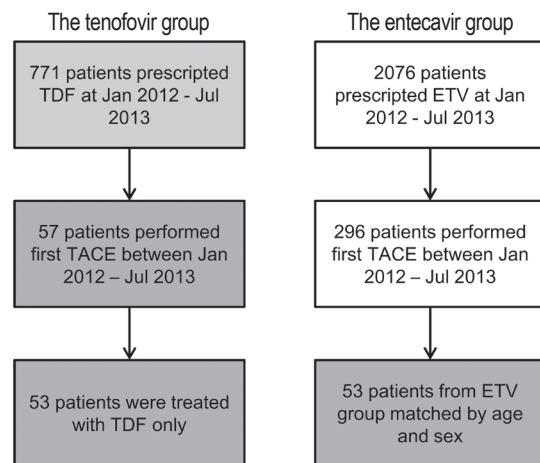 The tenofovir group
771 patients prescripted
TDF at Jan 2012 - Jul
2013
57 patients performed
first TACE between Jan
2012 – Jul 2013
53 patients were treated
with TDF only
The entecavir group
2076 patients
prescripted ETV at Jan
2012 - Jul 2013
296 patients performed
first TACE between Jan
2012 – Jul 2013
53 patients from ETV
group matched by age
and sex